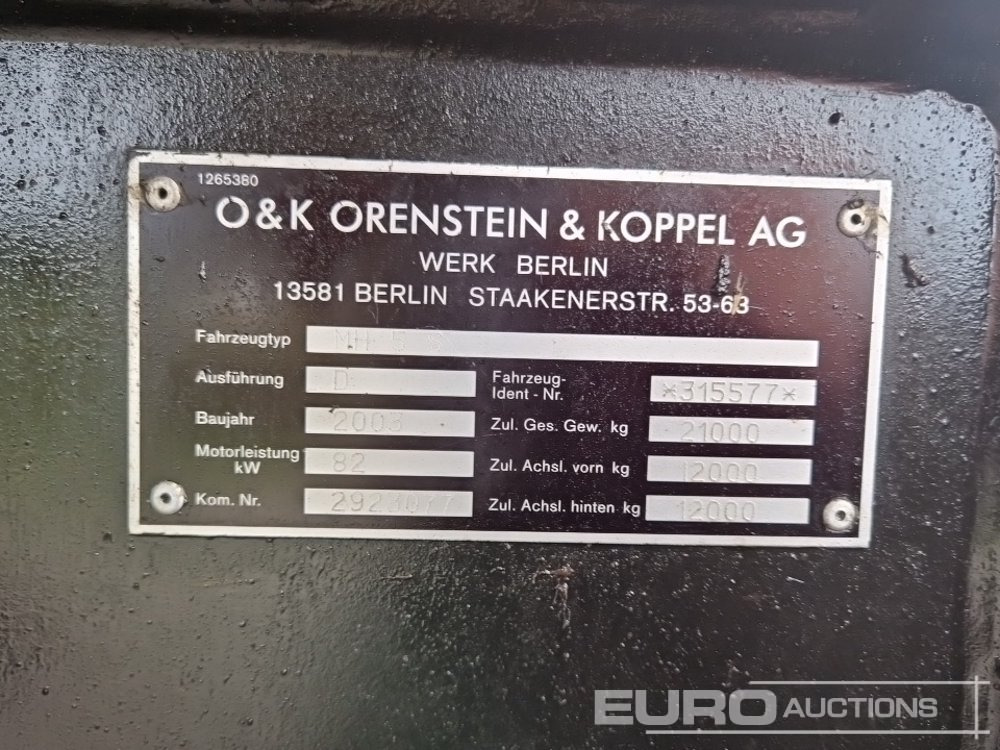 1265380
O&K ORENSTEIN & KOPPEL AG
WERK BERLIN
13581 BERLIN STAAKENERSTR. 53-63
Fahrzeugtyp MH S
Ausführung D
Fahrzeug-
Ident - Nr. *315577*
Baujahr 2003
Zul. Ges. Gew. kg 21000
Motorleistung
kW 82
Zul. Achsl. vorn kg 12000
Kom. Nr.
Zul. Achsl. hinten kg 12000
EURO AUCTIONS